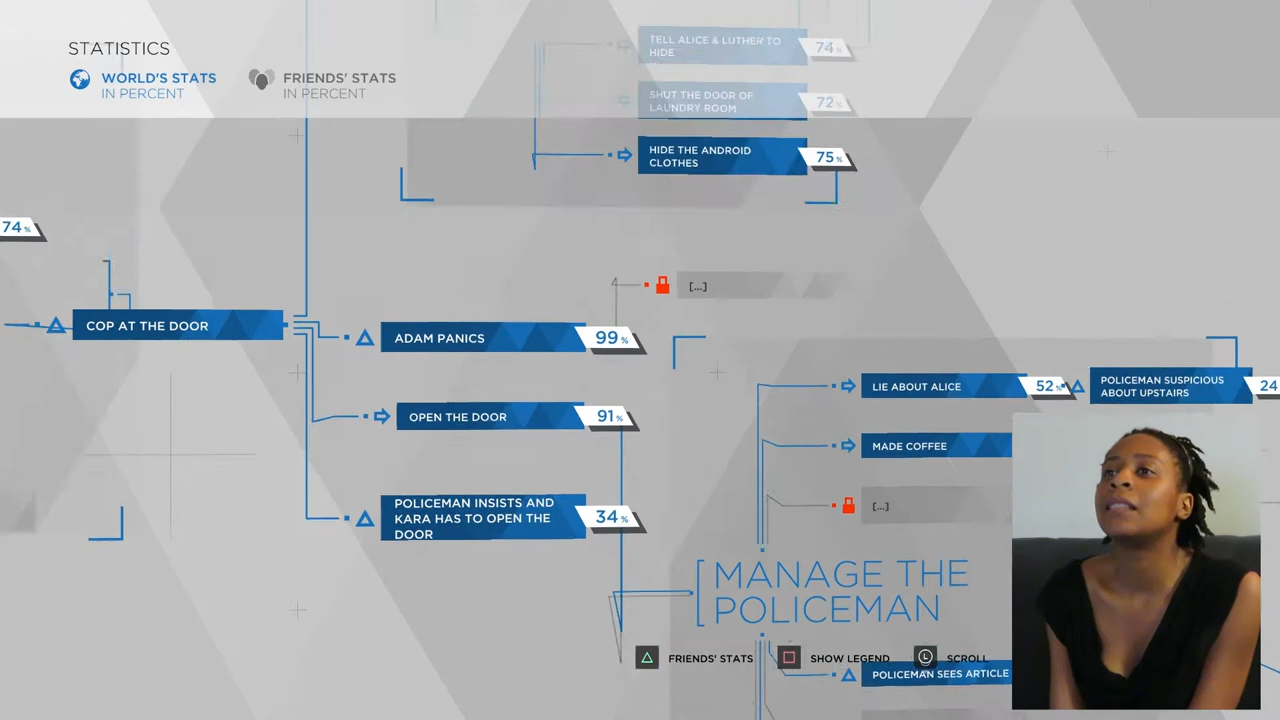 STATISTICS
WORLD'S STATS
IN PERCENT
FRIENDS' STATS
IN PERCENT
TELL ALICE & LUTHER TO
HIDE
74%
SHUT THE DOOR OF
LAUNDRY ROOM
72%
HIDE THE ANDROID
CLOTHES
75%
74%
[...]
COP AT THE DOOR
ADAM PANICS
99%
OPEN THE DOOR
91%
POLICEMAN INSISTS AND
KARA HAS TO OPEN THE
DOOR
34%
LIE ABOUT ALICE
52%
POLICEMAN SUSPICIOUS
ABOUT UPSTAIRS
24
MADE COFFEE
[...]
[MANAGE THE
POLICEMAN
FRIENDS' STATS
SHOW LEGEND
L
SCROLL
POLICEMAN SEES ARTICLE